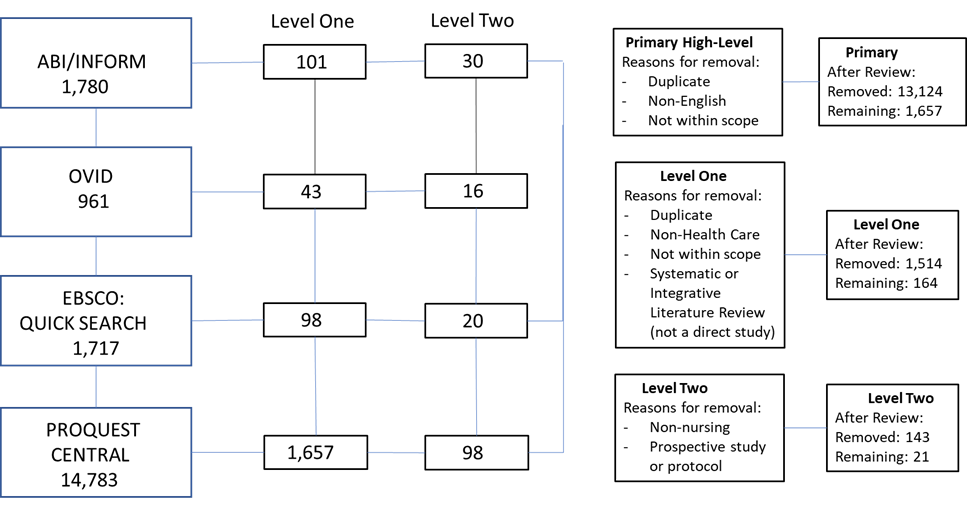 Level One
Level Two
ABI/INFORM
1,780
101
30
OVID
961
43
16
EBSCO:
QUICK SEARCH
1,717
98
20
PROQUEST
CENTRAL
14,783
1,657
98
Primary High-Level
Reasons for removal:
- Duplicate
- Non-English
- Not within scope
Primary
After Review:
Removed: 13,124
Remaining: 1,657
Level One
Reasons for removal:
- Duplicate
- Non-Health Care
- Not within scope
- Systematic or
Integrative
Literature Review
(not a direct study)
Level One
After Review:
Removed: 1,514
Remaining: 164
Level Two
Reasons for removal:
- Non-nursing
- Prospective study
or protocol
Level Two
After Review:
Removed: 143
Remaining: 21